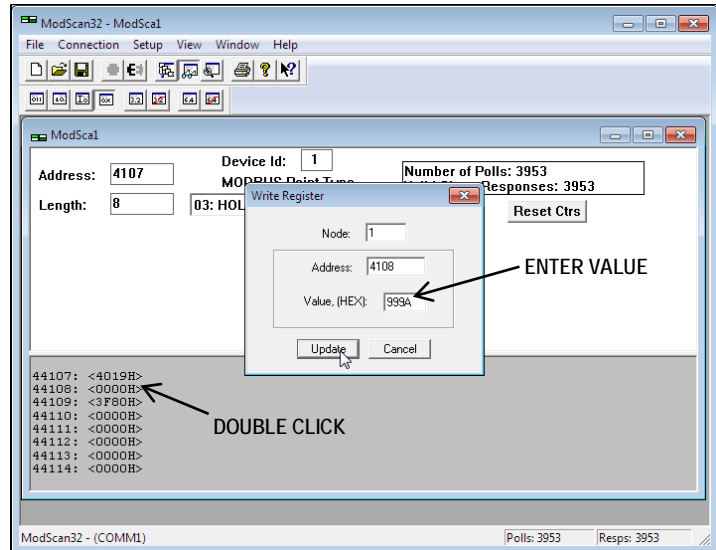 ModScan32 - ModSca1
File Connection Setup View Window Help
ModSca1
Address: 4107
Device Id: 1
MODBUS Point Type
Number of Polls: 3953
Responses: 3953
Length: 8
03: HOL
Reset Ctrs
Write Register
Node: 1
Address: 4108
Value, (HEX): 999A
ENTER VALUE
Update Cancel
44107: <4019H>
44108: <0000H>
44109: <3F80H>
44110: <0000H>
44111: <0000H>
44112: <0000H>
44113: <0000H>
44114: <0000H>
DOUBLE CLICK
ModScan32 - (COMM1)
Polls: 3953
Resps: 3953